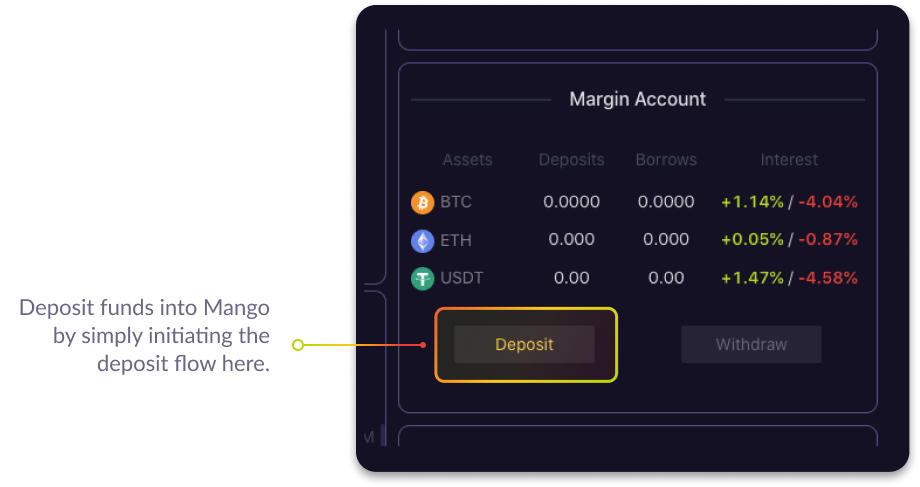 Margin Account
Assets Deposits Borrows Interest
BTC 0.0000 0.0000 +1.14% / -4.04%
ETH 0.000 0.000 +0.05% / -0.87%
USDT 0.00 0.00 +1.47% / -4.58%
Deposit Withdraw
Deposit funds into Mango
by simply initiating the
deposit flow here.
M